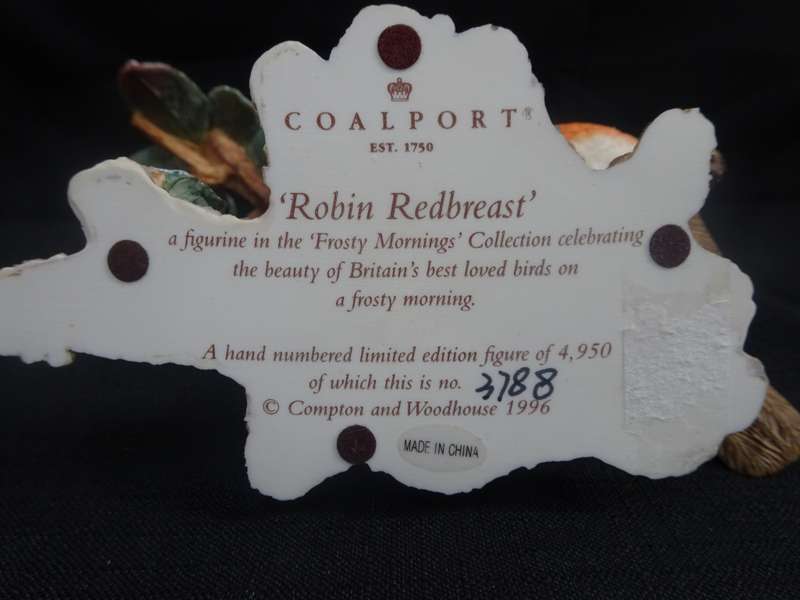 COALPORT®
EST. 1750
'Robin Redbreast'
a figurine in the 'Frosty Mornings' Collection celebrating
the beauty of Britain's best loved birds on
a frosty morning.
A hand numbered limited edition figure of 4,950
of which this is no. 3788
© Compton and Woodhouse 1996
MADE IN CHINA